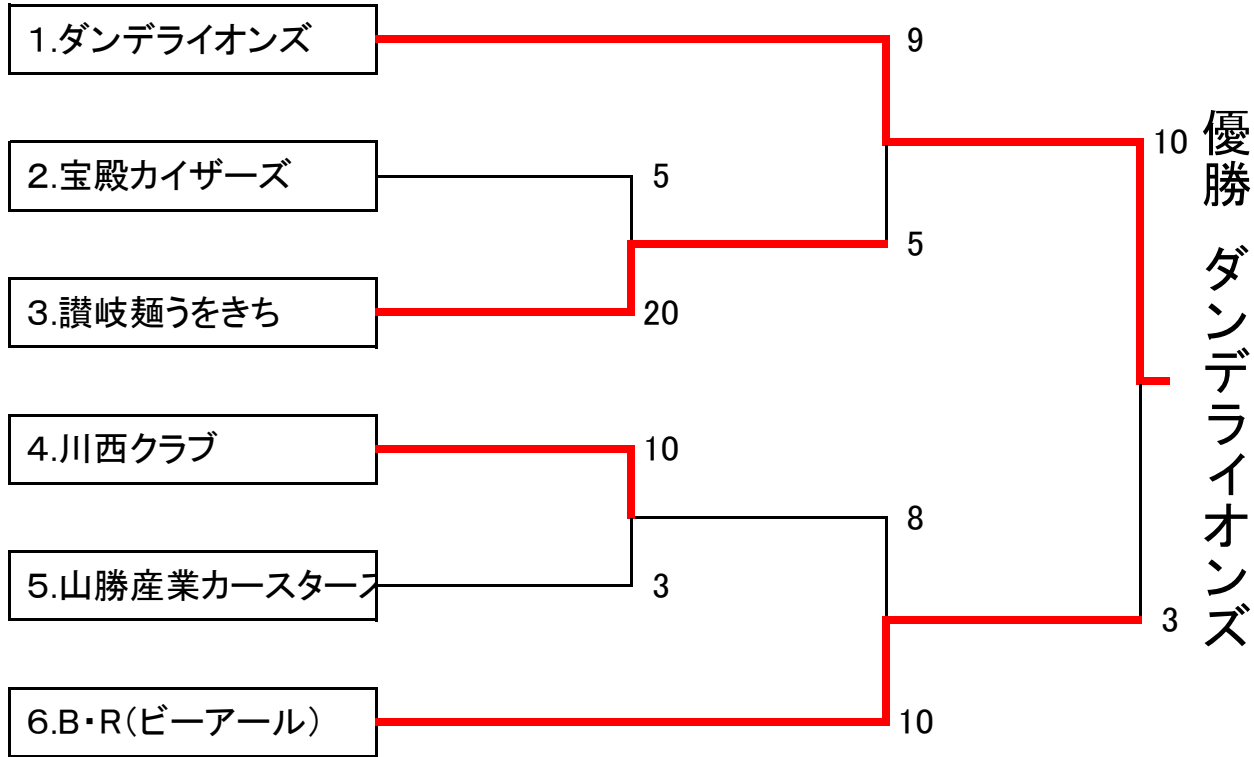 1.ダンデライオンズ
9
10
優勝 ダンデライオンズ
2.宝殿カイザーズ
5
5
3.讃岐麺うをきち
20
4.川西クラブ
10
8
5.山勝産業カースターズ
3
3
6.B・R(ビーアール)
10